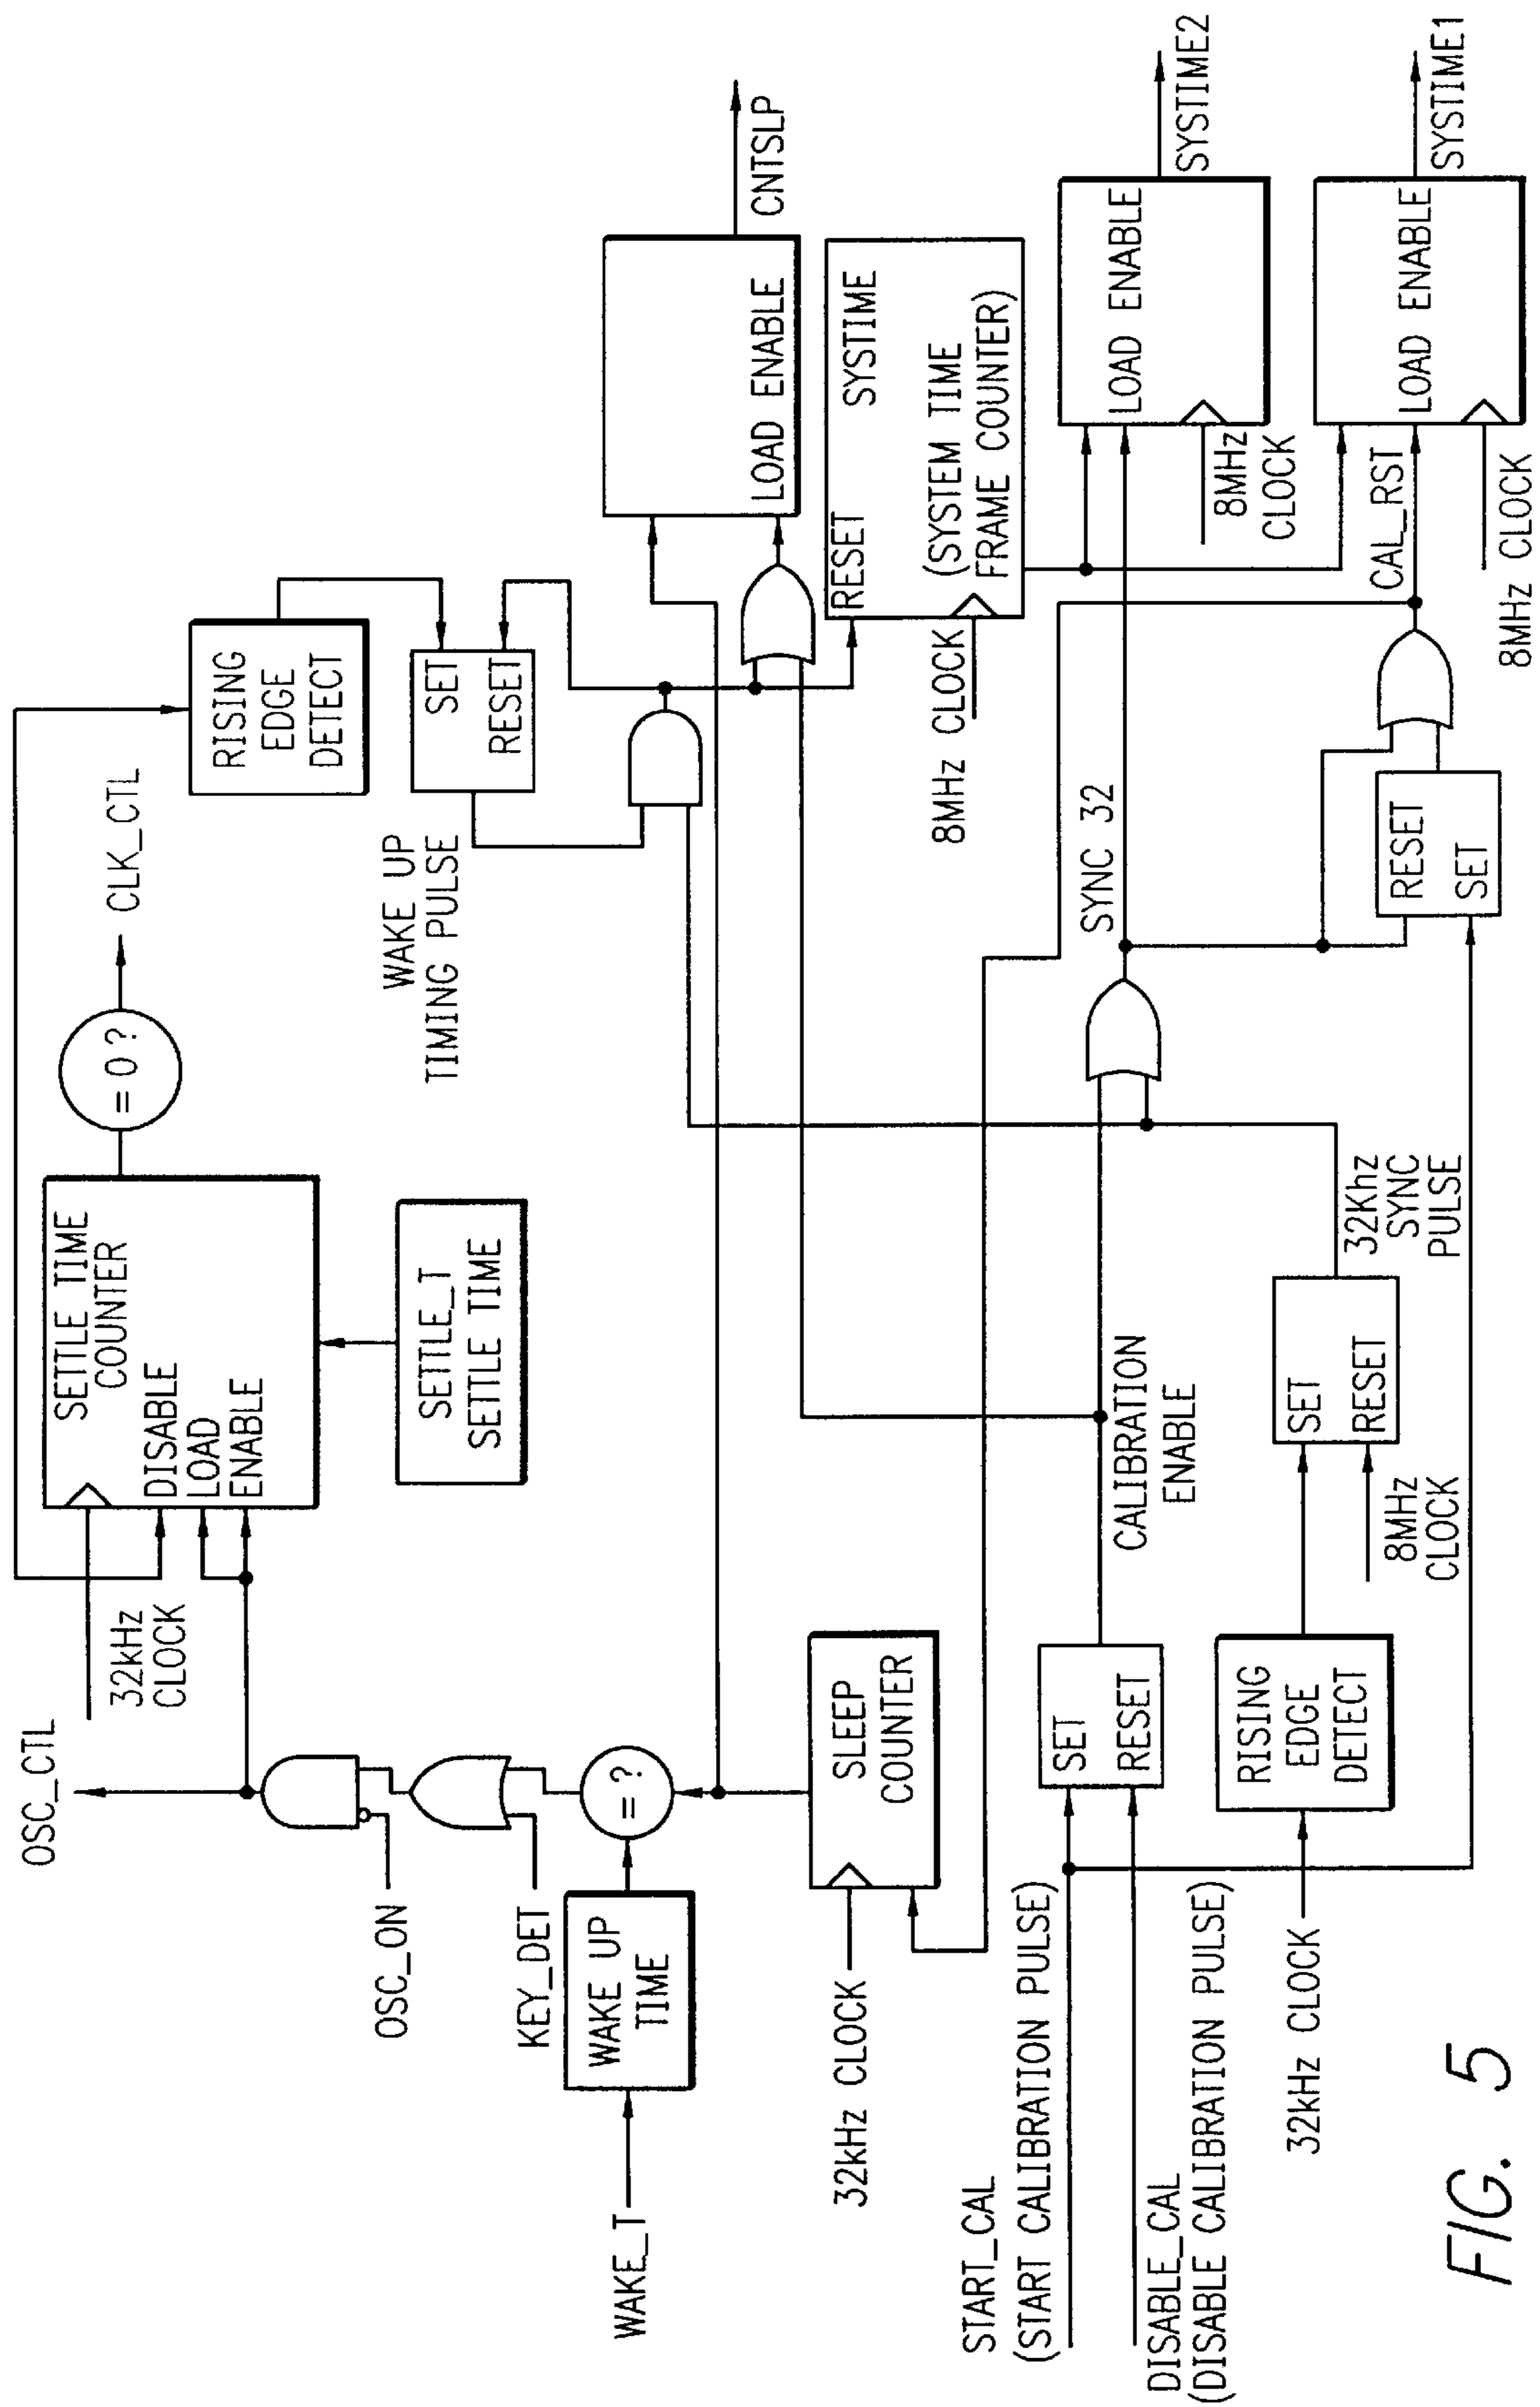 OSC_CTL
32kHz
CLOCK
SETTLE TIME
COUNTER
DISABLE
LOAD
ENABLE
= 0 ?
CLK_CTL
SETTLE_T
SETTLE TIME
RISING
EDGE
DETECT
SET
RESET
WAKE UP
TIMING PULSE
OSC_ON
KEY_DET
WAKE_T
WAKE UP
TIME
= ?
LOAD ENABLE
CNTSLP
32kHz CLOCK
SLEEP
COUNTER
RESET
SYSTIME
(SYSTEM TIME
FRAME COUNTER)
8MHz CLOCK
START_CAL
(START CALIBRATION PULSE)
DISABLE_CAL
(DISABLE CALIBRATION PULSE)
SET
RESET
CALIBRATION
ENABLE
SYNC 32
LOAD ENABLE
8MHz
CLOCK
SYSTIME2
32kHz CLOCK
RISING
EDGE
DETECT
SET
RESET
8MHz
CLOCK
32Khz
SYNC
PULSE
RESET
SET
CAL_RST
LOAD ENABLE
8MHz CLOCK
SYSTIME1
FIG. 5